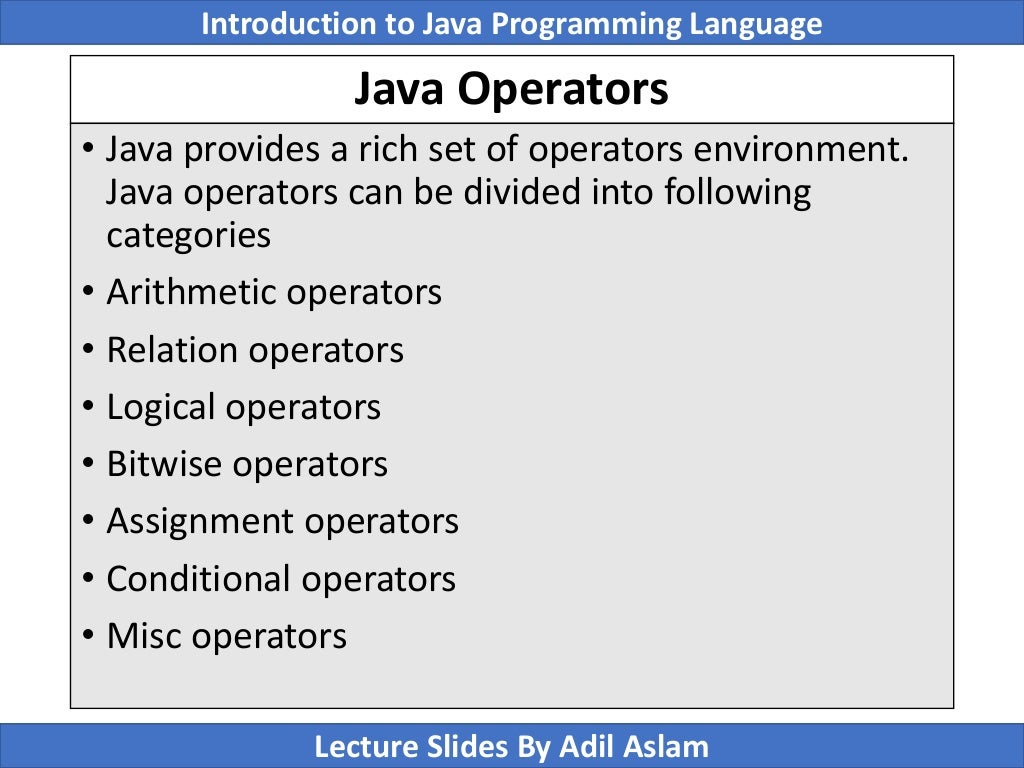 Introduction to Java Programming Language
Java Operators
• Java provides a rich set of operators environment.
Java operators can be divided into following
categories
• Arithmetic operators
• Relation operators
• Logical operators
• Bitwise operators
• Assignment operators
• Conditional operators
• Misc operators
Lecture Slides By Adil Aslam